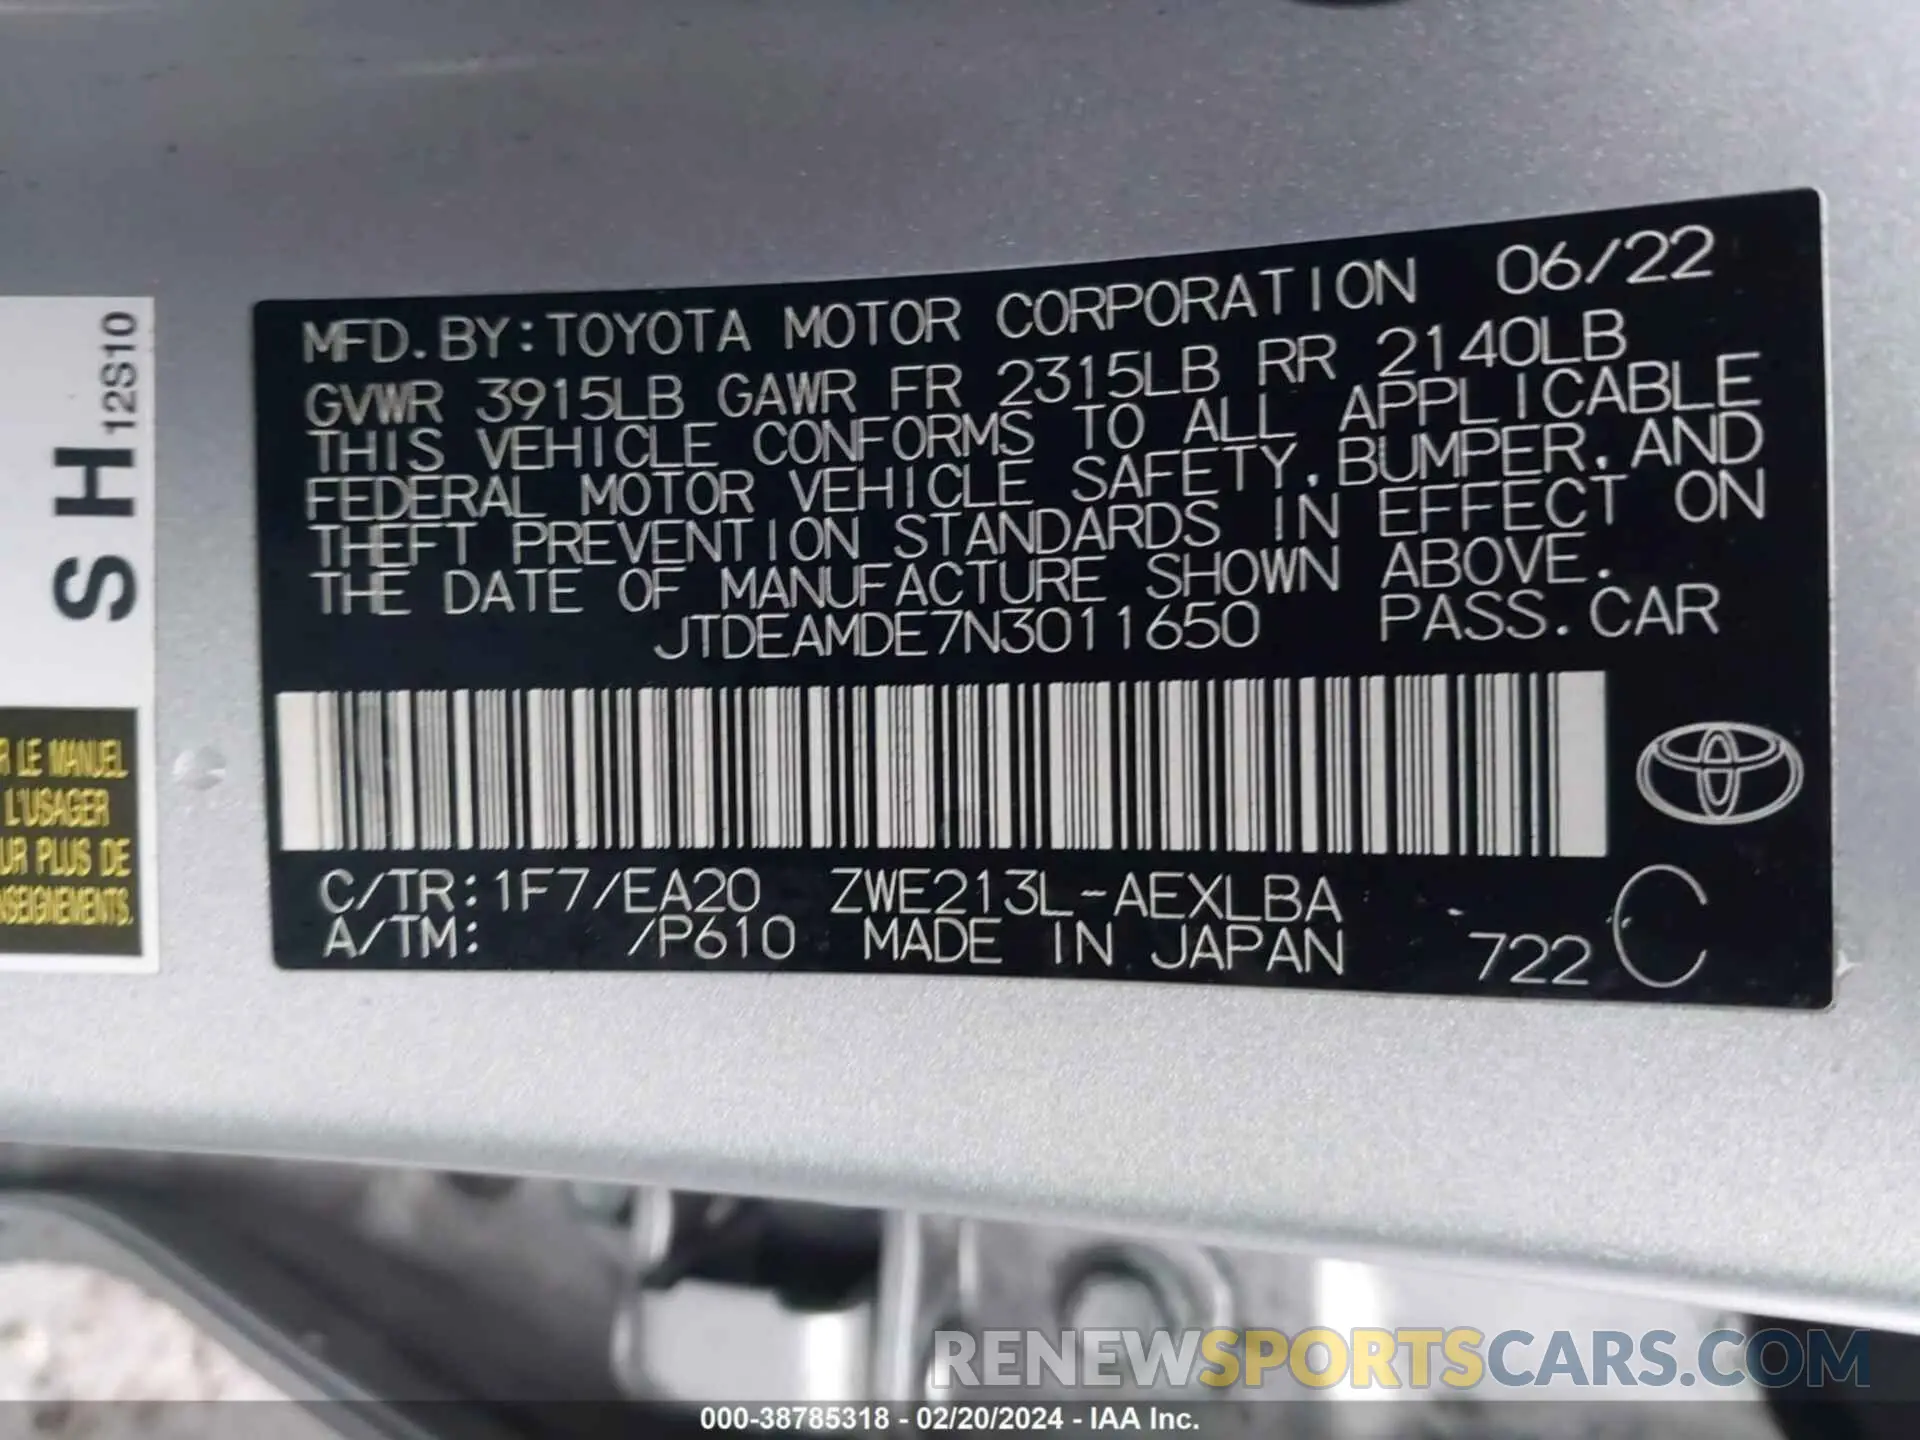 MFD.BY:TOYOTA MOTOR CORPORATION 06/22
GVWR 3915LB GAWR FR 2315LB RR 2140LB
THIS VEHICLE CONFORMS TO ALL APPLICABLE
FEDERAL MOTOR VEHICLE SAFETY,BUMPER,AND
THEFT PREVENTION STANDARDS IN EFFECT ON
THE DATE OF MANUFACTURE SHOWN ABOVE.
JTDEAMDE7N3011650 PASS.CAR
C/TR:1F7/EA20 ZWE213L-AEXLBA
A/TM: /P610 MADE IN JAPAN 722 C
S H 12S10
LE MANUEL
L'USAGER
PLUS DE
RENEWSPORTSCARS.COM
000-38785318 - 02/20/2024 - IAA Inc.